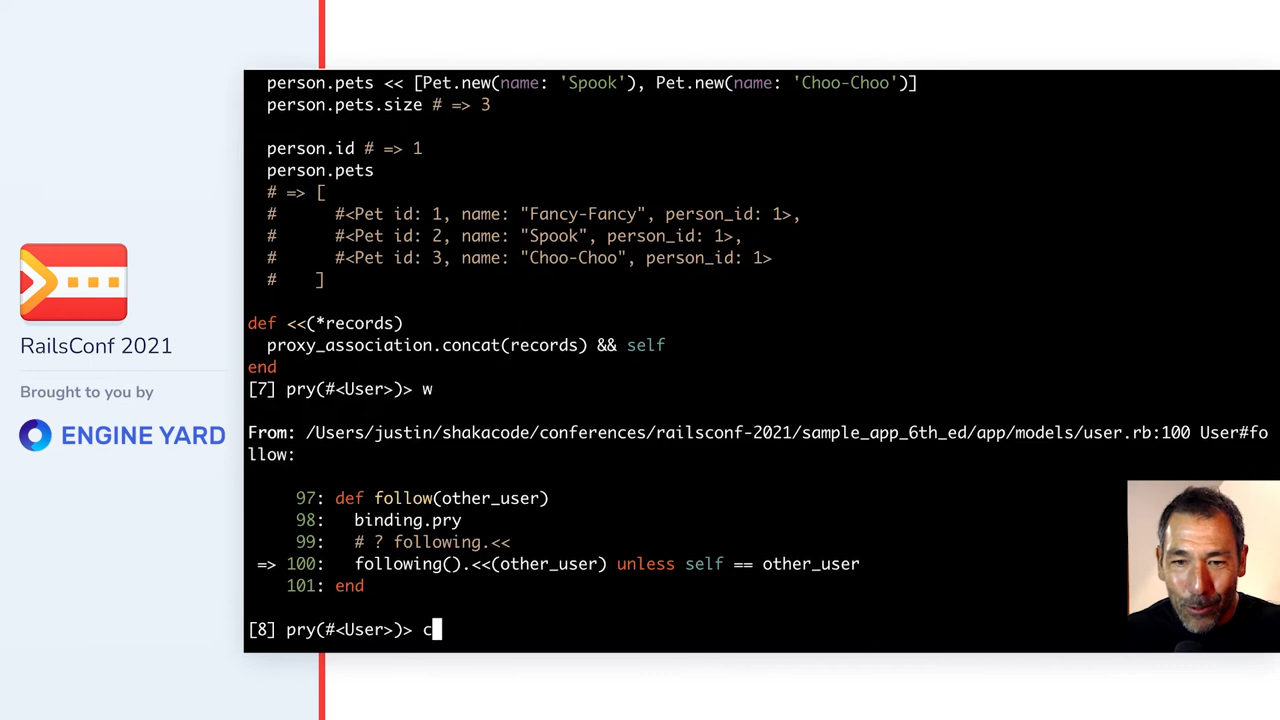 person.pets << [Pet.new(name: 'Spook'), Pet.new(name: 'Choo-Choo')]
person.pets.size # => 3
person.id # => 1
person.pets
# => [
#      #<Pet id: 1, name: "Fancy-Fancy", person_id: 1>,
#      #<Pet id: 2, name: "Spook", person_id: 1>,
#      #<Pet id: 3, name: "Choo-Choo", person_id: 1>
#    ]
def <<(*records)
  proxy_association.concat(records) && self
end
[7] pry(#<User>)> w
From: /Users/justin/shakacode/conferences/railsconf-2021/sample_app_6th_ed/app/models/user.rb:100 User#fo
llow:
97: def follow(other_user)
98:   binding.pry
99:   # ? following.<<
=> 100:   following().<<(other_user) unless self == other_user
101: end
[8] pry(#<User>)> c
RailsConf 2021
Brought to you by
ENGINE YARD